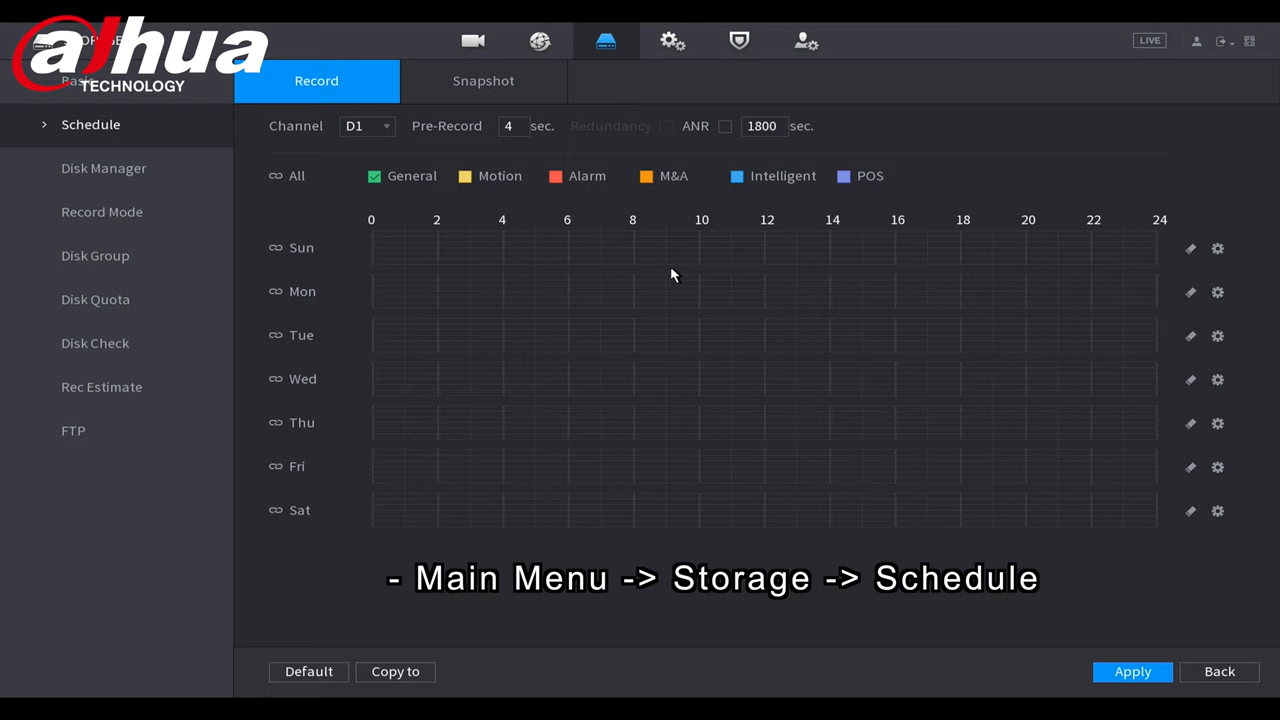 alhua
TECHNOLOGY
LIVE
Record
Snapshot
Schedule
Disk Manager
Record Mode
Disk Group
Disk Quota
Disk Check
Rec Estimate
FTP
Channel D1 Pre-Record 4 sec. Redundancy ANR 1800 sec.
All General Motion Alarm M&A Intelligent POS
0 2 4 6 8 10 12 14 16 18 20 22 24
Sun
Mon
Tue
Wed
Thu
Fri
Sat
- Main Menu -> Storage -> Schedule
Default Copy to Apply Back